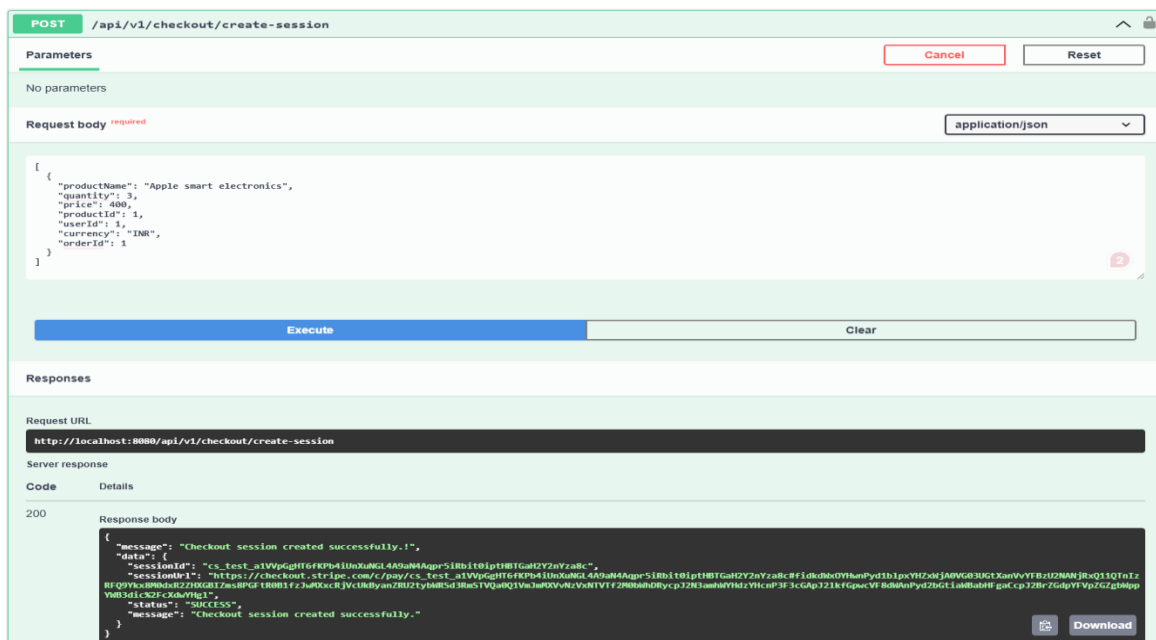 POST /api/v1/checkout/create-session
Parameters
Cancel
Reset
No parameters
Request body required
application/json
[
{
"productName": "Apple smart electronics",
"quantity": 3,
"price": 400,
"productId": 1,
"userId": 1,
"currency": "INR",
"orderId": 1
}
]
2
Execute
Clear
Responses
Request URL
http://localhost:8080/api/v1/checkout/create-session
Server response
Code Details
200
Response body
{
"message": "Checkout session created successfully.!",
"data": {
"sessionId":
"sessionUrl":
"status": "SUCCESS",
"message": "Checkout session created successfully."
}
}
Download